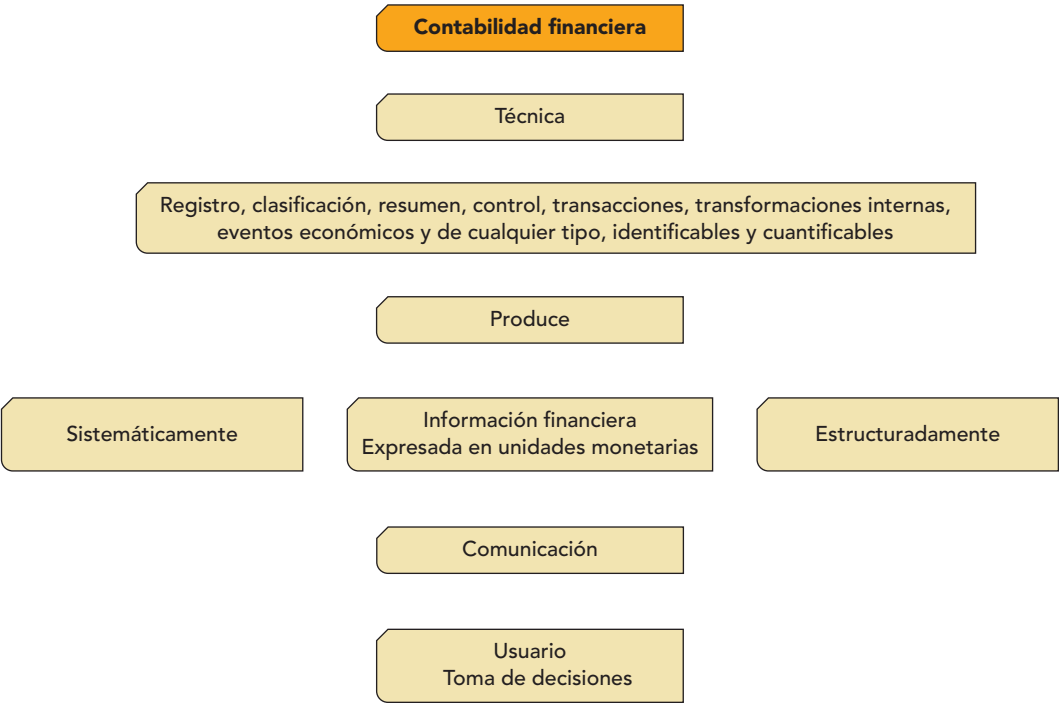 Contabilidad financiera
Técnica
Registro, clasificación, resumen, control, transacciones, transformaciones internas,
eventos económicos y de cualquier tipo, identificables y cuantificables
Produce
Sistemáticamente
Información financiera
Expresada en unidades monetarias
Estructuradamente
Comunicación
Usuario
Toma de decisiones